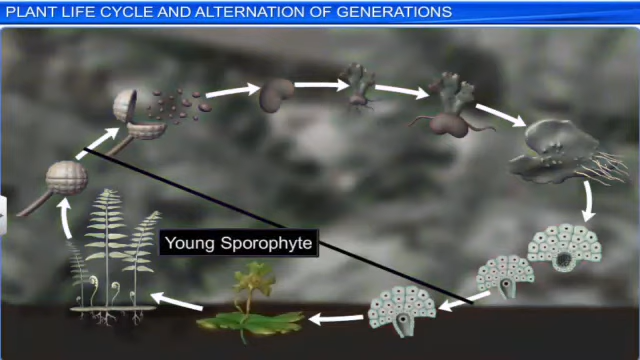 PLANT LIFE CYCLE AND ALTERNATION OF GENERATIONS
Young Sporophyte